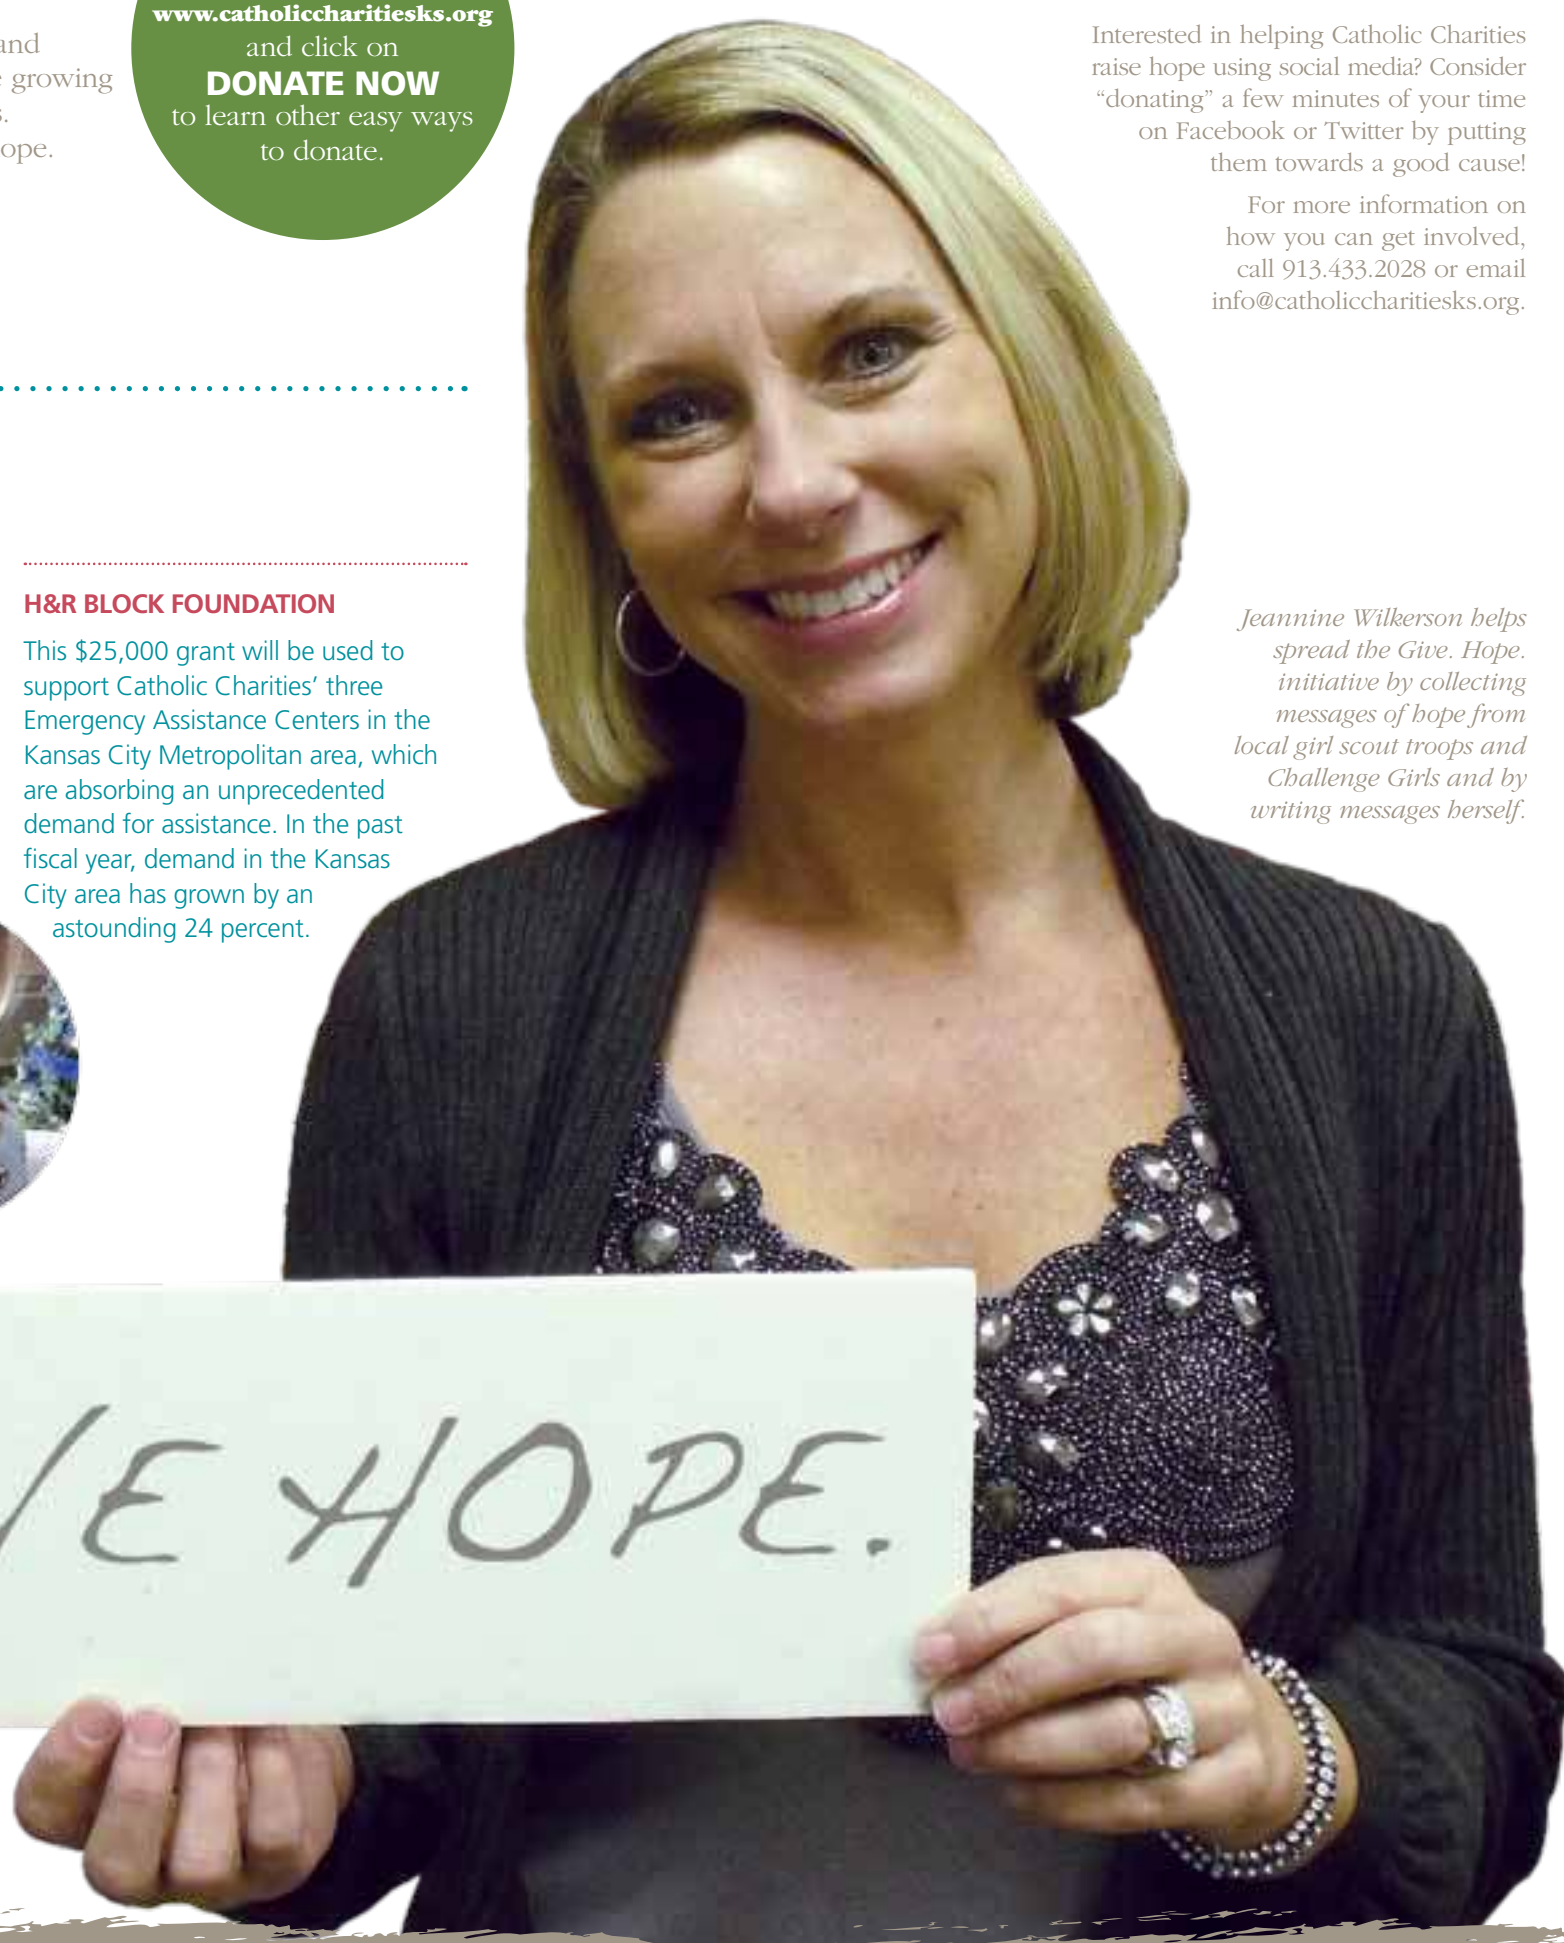 and
growing
www.catholiccharitiesks.org
and click on
DONATE NOW
to learn other easy ways
to donate.
Interested in helping Catholic Charities
raise hope using social media? Consider
“donating” a few minutes of your time
on Facebook or Twitter by putting
them towards a good cause!
For more information on
how you can get involved,
call 913.433.2028 or email
info@catholiccharitiesks.org.
H&R BLOCK FOUNDATION
This $25,000 grant will be used to
support Catholic Charities’ three
Emergency Assistance Centers in the
Kansas City Metropolitan area, which
are absorbing an unprecedented
demand for assistance. In the past
fiscal year, demand in the Kansas
City area has grown by an
astounding 24 percent.
Jeannine Wilkerson helps
spread the Give. Hope.
initiative by collecting
messages of hope from
local girl scout troops and
Challenge Girls and by
writing messages herself.
HOPE.